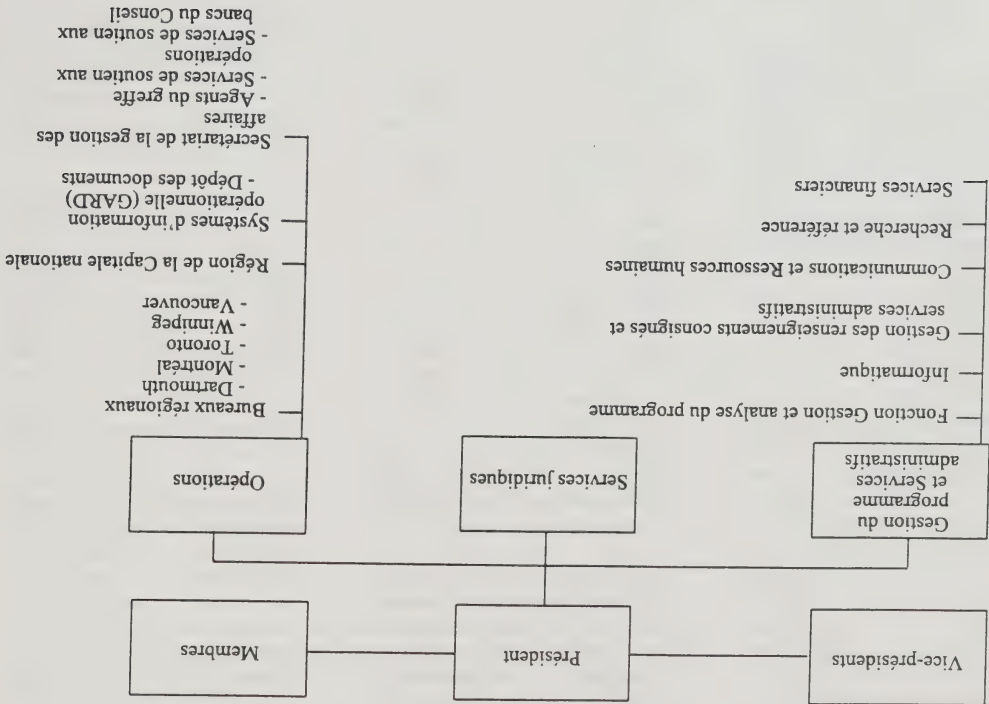 Vice-présidents
Président
Membres
Gestion du
programme
et Services
administratifs
Services juridiques
Opérations
Fonction Gestion et analyse du programme
Informatique
Gestion des renseignements consignés et
services administratifs
Communications et Ressources humaines
Recherche et référence
Services financiers
Bureaux régionaux
- Dartmouth
- Montréal
- Toronto
- Winnipeg
- Vancouver
Région de la Capitale nationale
Systèmes d'information
opérationnelle (GARD)
- Dépôt des documents
Secrétariat de la gestion des
affaires
- Agents du greffe
- Services de soutien aux
opérations
- Services de soutien aux
bancs du Conseil